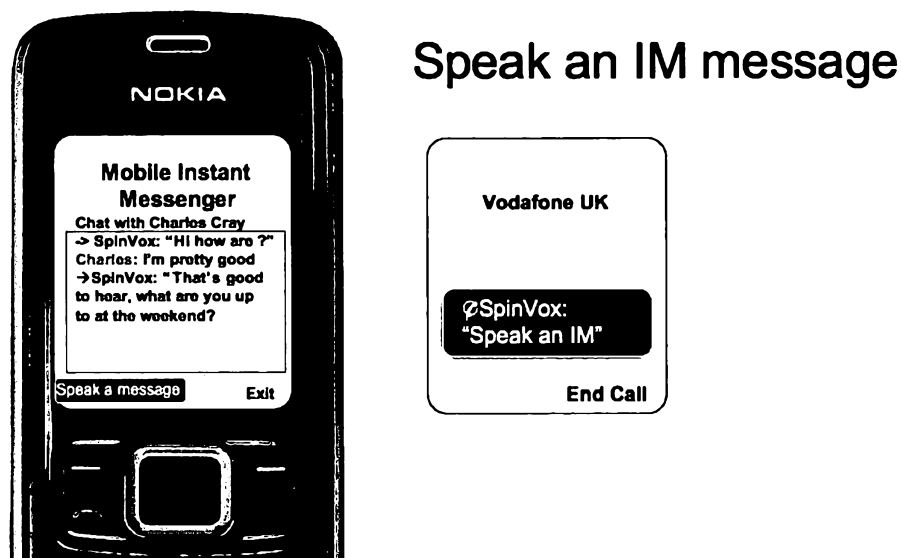 Speak an IM message
NOKIA
Mobile Instant
Messenger
Chat with Charles Cray
-> SpinVox: "Hi how are ?"
Charles: I'm pretty good
→SpinVox: "That's good
to hear, what are you up
to at the weekend?
Speak a message
Exit
Vodafone UK
SpinVox:
"Speak an IM"
End Call